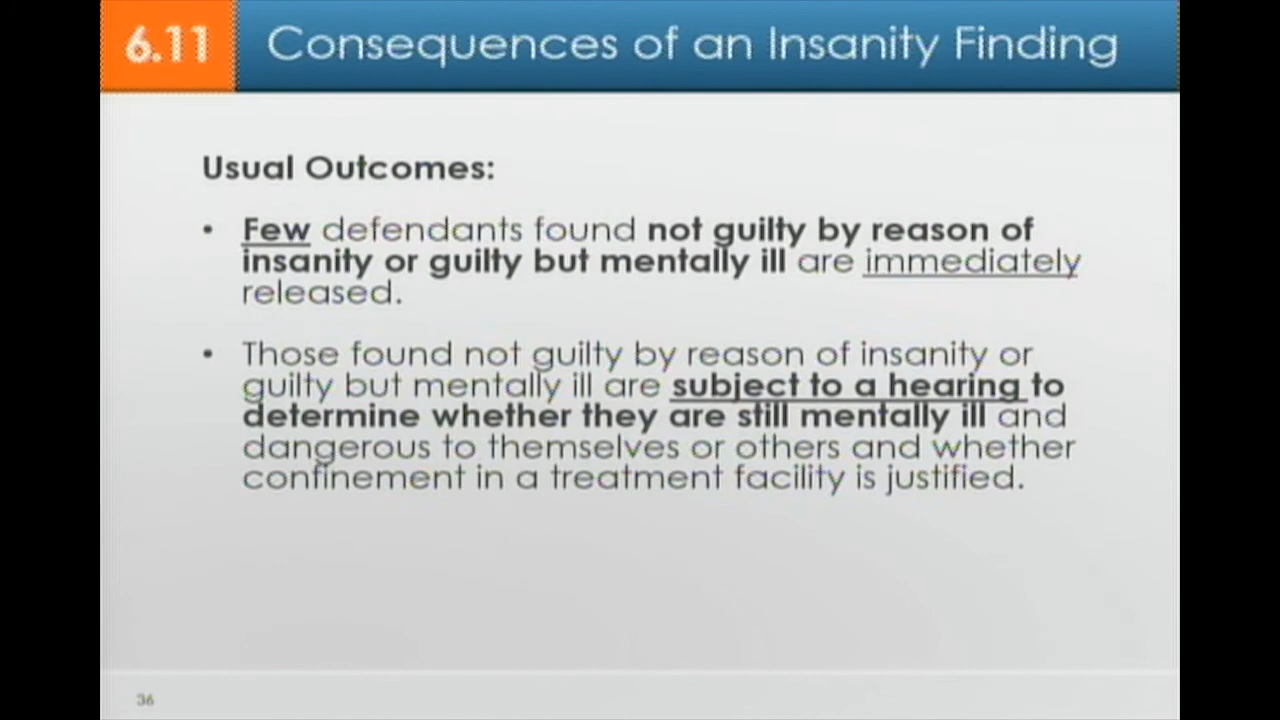 6.11 Consequences of an Insanity Finding
Usual Outcomes:
• Few defendants found not guilty by reason of
insanity or guilty but mentally ill are immediately
released.
• Those found not guilty by reason of insanity or
guilty but mentally ill are subject to a hearing to
determine whether they are still mentally ill and
dangerous to themselves or others and whether
confinement in a treatment facility is justified.
36